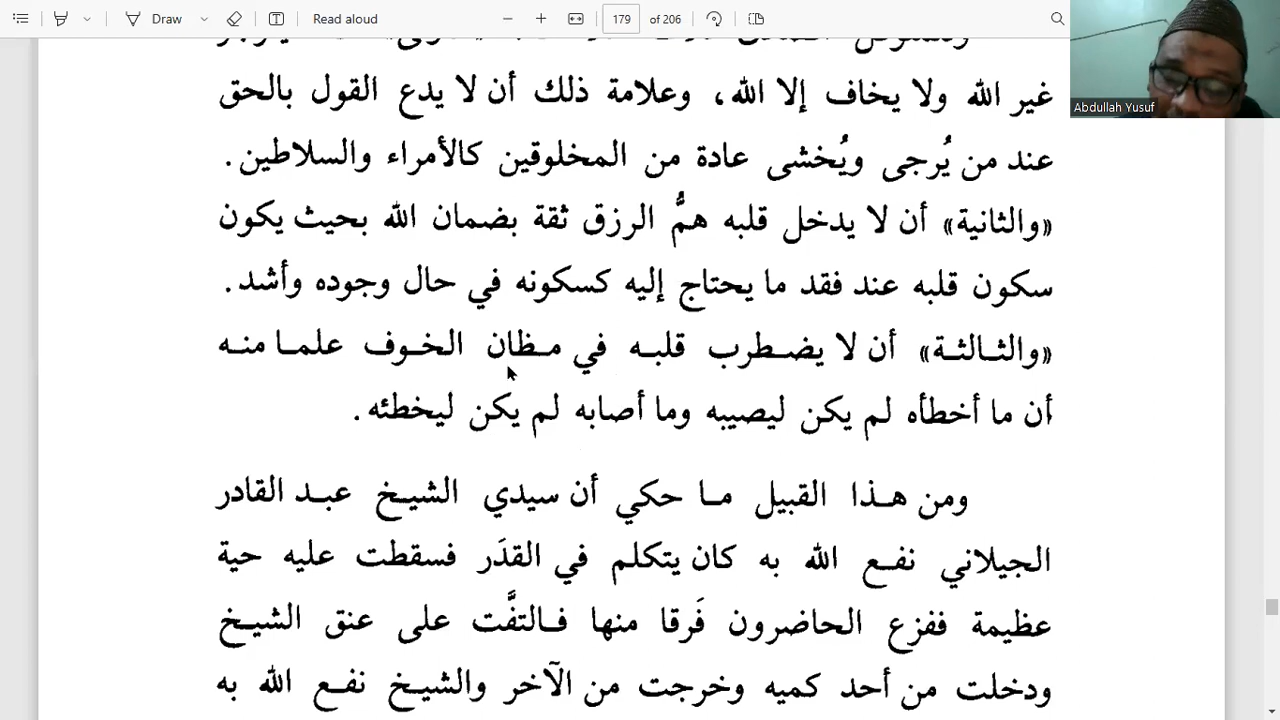 Draw
Read aloud
179
of 206
Abdullah Yusuf
غير الله ولا يخاف إلا الله، وعلامة ذلك أن لا يدع القول بالحق
عند من يُرجى ويُخشى عادة من المخلوقين كالأمراء والسلاطين.
«والثانية» أن لا يدخل قلبه همُّ الرزق ثقة بضمان الله بحيث يكون
سكون قلبه عند فقد ما يحتاج إليه كسكونه في حال وجوده وأشد.
«والثالثة» أن لا يضطرب قلبه في مظان الخوف علما منه
أن ما أخطأه لم يكن ليصيبه وما أصابه لم يكن ليخطئه.
ومن هذا القبيل ما حكي أن سيدي الشيخ عبد القادر
الجيلاني نفع الله به كان يتكلم في القدَر فسقطت عليه حية
عظيمة ففزع الحاضرون فَرقا منها فالتفَّت على عنق الشيخ
ودخلت من أحد كميه وخرجت من الآخر والشيخ نفع الله به